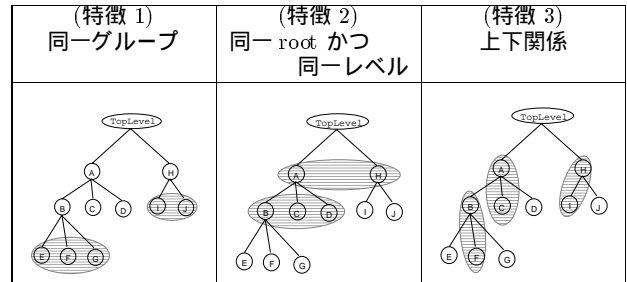 (特徴 1)
同一グループ
(特徴 2)
同一 root かつ
同一レベル
(特徴 3)
上下関係
TopLevel
A H
B C D I J
E F G
TopLevel
A H
B C D I J
E F G
TopLevel
A H
B C D I J
E F G